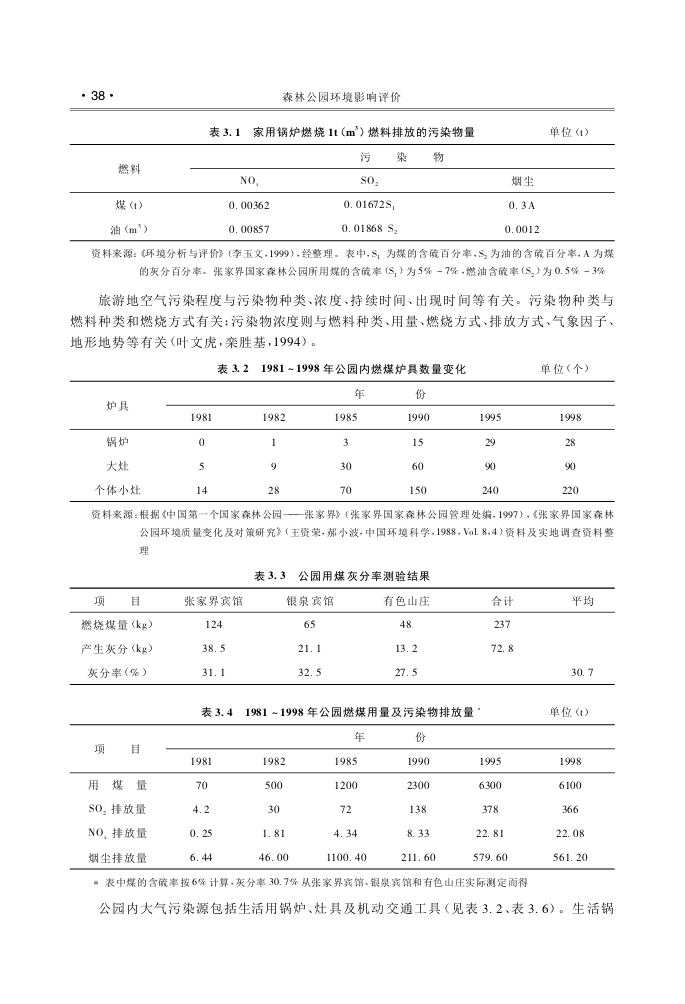 ·38· 森林公园环境影响评价
表 3.1 家用锅炉燃烧 1t(m³)燃料排放的污染物量 单位(t)
燃料 污 染 物
NOₓ SO₂ 烟尘
煤(t) 0.00362 0.01672S₁ 0.3A
油(m³) 0.00857 0.01868 S₂ 0.0012
资料来源:《环境分析与评价》(李玉文,1999),经整理。表中,S₁ 为煤的含硫百分率,S₂ 为油的含硫百分率,A 为煤
的灰分百分率。张家界国家森林公园所用煤的含硫率(S₁)为5%~7%,燃油含硫率(S₂)为0.5%~3%
旅游地空气污染程度与污染物种类、浓度、持续时间、出现时间等有关。污染物种类与
燃料种类和燃烧方式有关;污染物浓度则与燃料种类、用量、燃烧方式、排放方式、气象因子、
地形地势等有关(叶文虎,栾胜基,1994)。
表 3.2 1981~1998 年公园内燃煤炉具数量变化 单位(个)
炉具 年 份
1981 1982 1985 1990 1995 1998
锅炉 0 1 3 15 29 28
大灶 5 9 30 60 90 90
个体小灶 14 28 70 150 240 220
资料来源:根据《中国第一个国家森林公园——张家界》(张家界国家森林公园管理处编,1997),《张家界国家森林
公园环境质量变化及对策研究》(王资荣,郝小波,中国环境科学,1988,Vol.8,4)资料及实地调查资料整
理
表 3.3 公园用煤灰分率测验结果
项 目 张家界宾馆 银泉宾馆 有色山庄 合计 平均
燃烧煤量(kg) 124 65 48 237
产生灰分(kg) 38.5 21.1 13.2 72.8
灰分率(%) 31.1 32.5 27.5 30.7
表 3.4 1981~1998 年公园燃煤用量及污染物排放量* 单位(t)
项 目 年 份
1981 1982 1985 1990 1995 1998
用 煤 量 70 500 1200 2300 6300 6100
SO₂ 排放量 4.2 30 72 138 378 366
NOₓ 排放量 0.25 1.81 4.34 8.33 22.81 22.08
烟尘排放量 6.44 46.00 1100.40 211.60 579.60 561.20
* 表中煤的含硫率按6%计算,灰分率30.7%从张家界宾馆、银泉宾馆和有色山庄实际测定而得
公园内大气污染源包括生活用锅炉、灶具及机动交通工具(见表 3.2、表 3.6)。生活锅